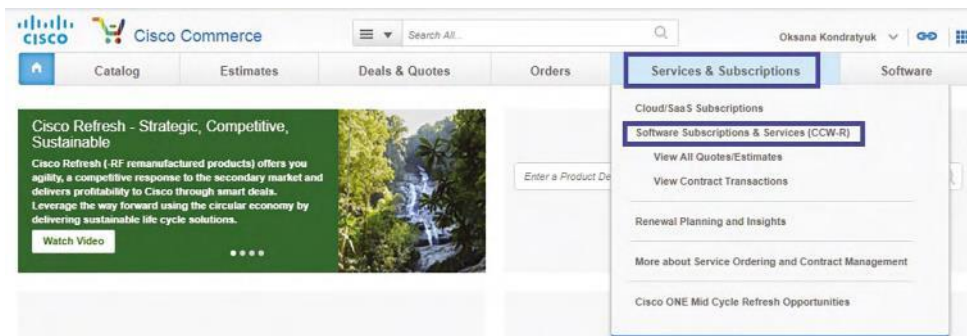 CISCO
Cisco Commerce
Search All...
Oksana Kondratyuk
Catalog
Estimates
Deals & Quotes
Orders
Services & Subscriptions
Software
Cisco Refresh - Strategic, Competitive,
Sustainable
Cisco Refresh (-RF remanufactured products) offers you
agility, a competitive response to the secondary market and
delivers profitability to Cisco through smart deals.
Leverage the way forward using the circular economy by
delivering sustainable life cycle solutions.
Watch Video
Enter a Product De
Cloud/SaaS Subscriptions
Software Subscriptions & Services (CCW-R)
View All Quotes/Estimates
View Contract Transactions
Renewal Planning and Insights
More about Service Ordering and Contract Management
Cisco ONE Mid Cycle Refresh Opportunities